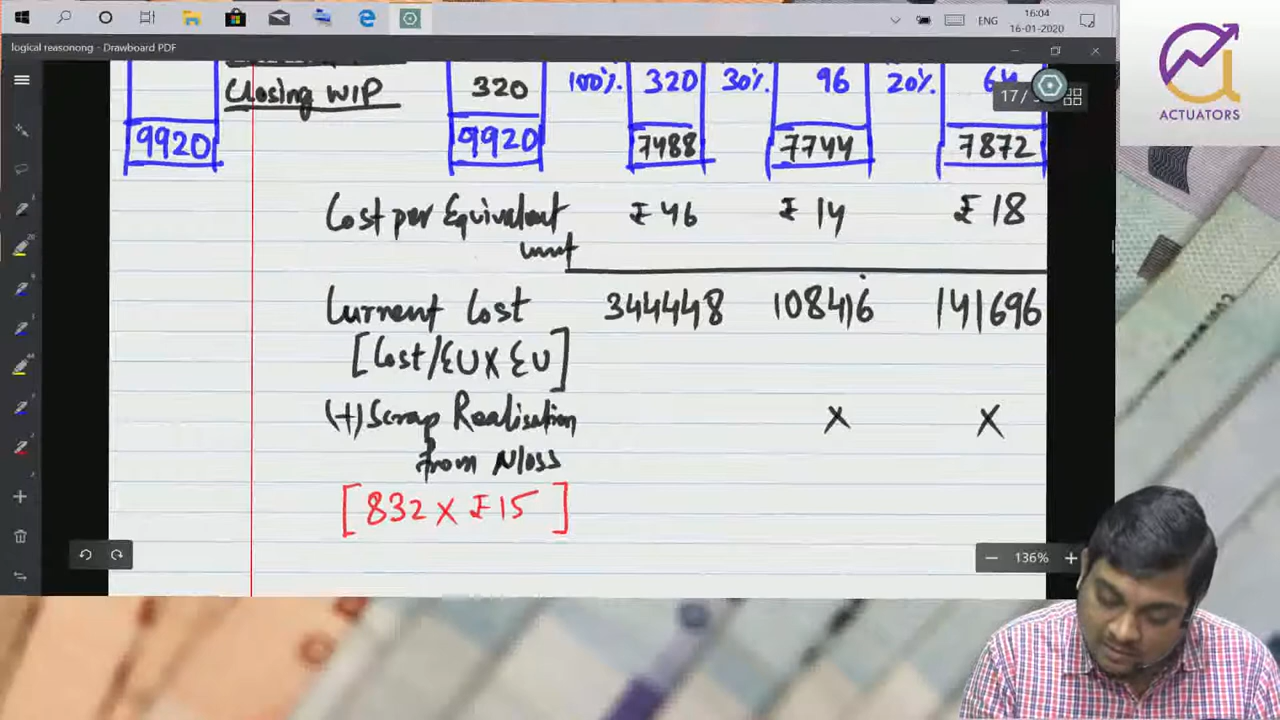 16:04
ENG
16-01-2020
logical reasonong - Drawboard PDF
Closing WIP 320 100% 320 30% 96 20% 64
17 /
9920 9920 7488 7744 7872
Cost per Equivalent ₹ 46 ₹ 14 ₹ 18
unit
Current Cost 344448 108416 141696
[Cost/EU X EU]
(+) Scrap Realisation X X
from N/loss
[832 X ₹ 15]
136%
ACTUATORS